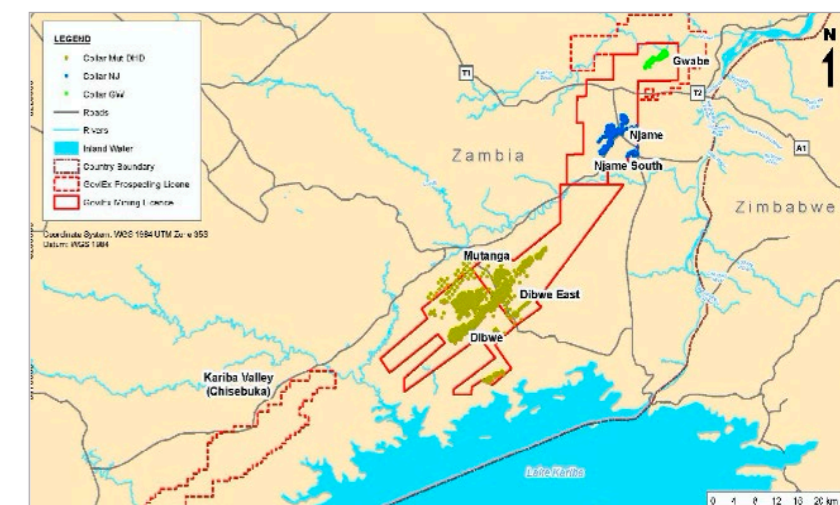 LEGEND
Collar Mut DHD
Collar NJ
Collar GW
Roads
Rivers
Inland Water
Country Boundary
GoviEx Prospecting Licene
GoviEx Mining Licence
Coordinate System: WGS 1984 UTM Zone 35S
Datum: WGS 1984
N
Gwabe
T1
T2
Njame
A1
Zambia
Njame South
Zimbabwe
Mutanga
Dibwe East
Dibwe
Kariba Valley
(Chisebuka)
Lake Kariba
0 4 8 12 16 20 km